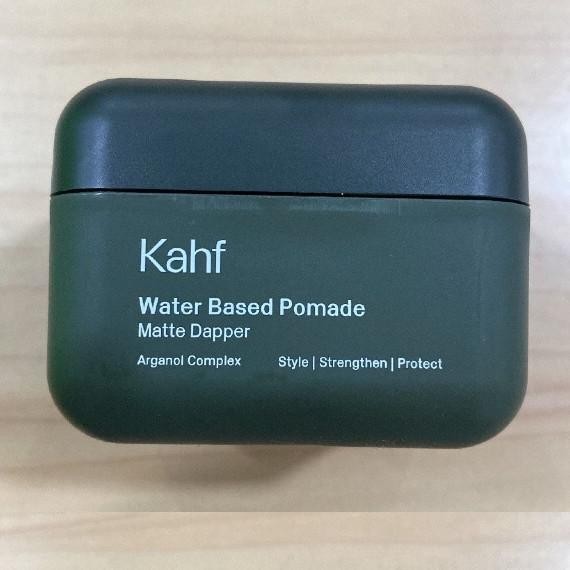 Kahf
Water Based Pomade
Matte Dapper
Arganol Complex Style | Strengthen | Protect